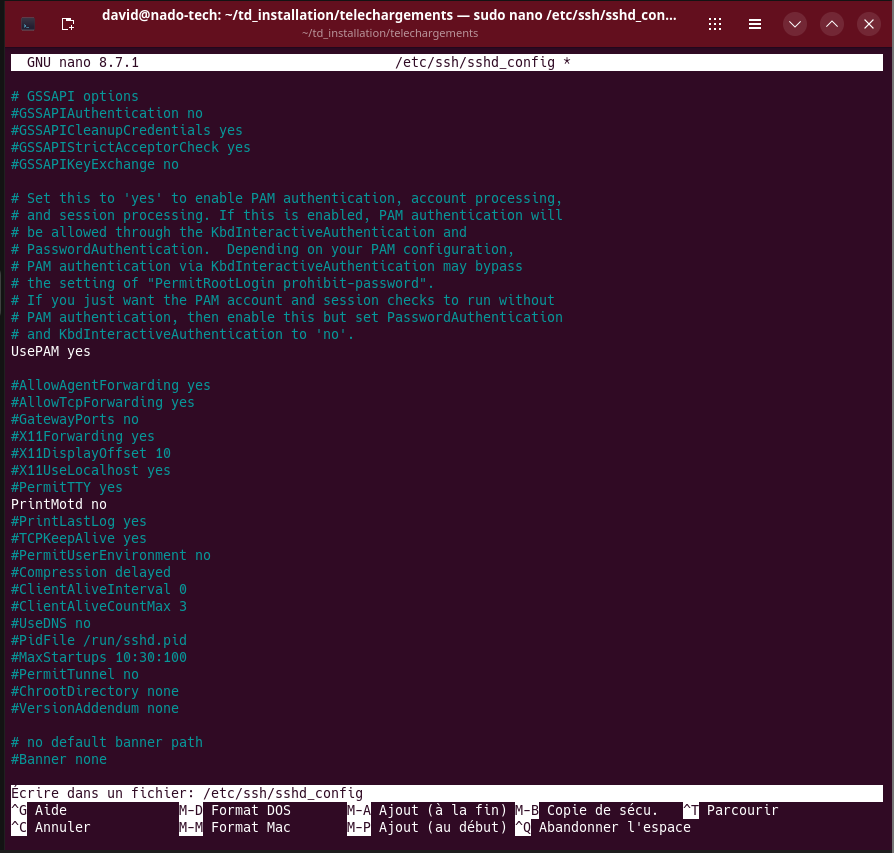 david@nado-tech: ~/td_installation/telechargements — sudo nano /etc/ssh/sshd_con...
~/td_installation/telechargements
GNU nano 8.7.1 /etc/ssh/sshd_config *
# GSSAPI options
#GSSAPIAuthentication no
#GSSAPICleanupCredentials yes
#GSSAPIStrictAcceptorCheck yes
#GSSAPIKeyExchange no
# Set this to 'yes' to enable PAM authentication, account processing,
# and session processing. If this is enabled, PAM authentication will
# be allowed through the KbdInteractiveAuthentication and
# PasswordAuthentication.  Depending on your PAM configuration,
# PAM authentication via KbdInteractiveAuthentication may bypass
# the setting of "PermitRootLogin prohibit-password".
# If you just want the PAM account and session checks to run without
# PAM authentication, then enable this but set PasswordAuthentication
# and KbdInteractiveAuthentication to 'no'.
UsePAM yes
#AllowAgentForwarding yes
#AllowTcpForwarding yes
#GatewayPorts no
#X11Forwarding yes
#X11DisplayOffset 10
#X11UseLocalhost yes
#PermitTTY yes
PrintMotd no
#PrintLastLog yes
#TCPKeepAlive yes
#PermitUserEnvironment no
#Compression delayed
#ClientAliveInterval 0
#ClientAliveCountMax 3
#UseDNS no
#PidFile /run/sshd.pid
#MaxStartups 10:30:100
#PermitTunnel no
#ChrootDirectory none
#VersionAddendum none
# no default banner path
#Banner none
Écrire dans un fichier: /etc/ssh/sshd_config
^G Aide M-D Format DOS M-A Ajout (à la fin) M-B Copie de sécu. ^T Parcourir
^C Annuler M-M Format Mac M-P Ajout (au début) ^Q Abandonner l'espace